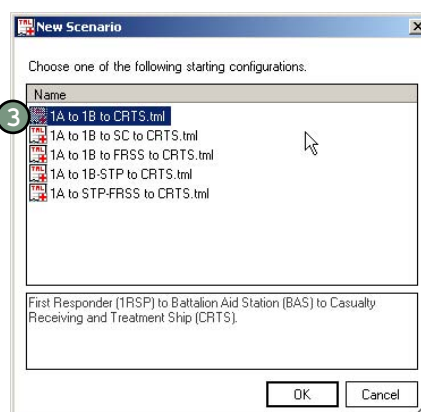 New Scenario
Choose one of the following starting configurations.
Name
3
1A to 1B to CRTS.tml
1A to 1B to SC to CRTS.tml
1A to 1B to FRSS to CRTS.tml
1A to 1B-STP to CRTS.tml
1A to STP-FRSS to CRTS.tml
First Responder (1RSP) to Battalion Aid Station (BAS) to Casualty
Receiving and Treatment Ship (CRTS).
OK Cancel